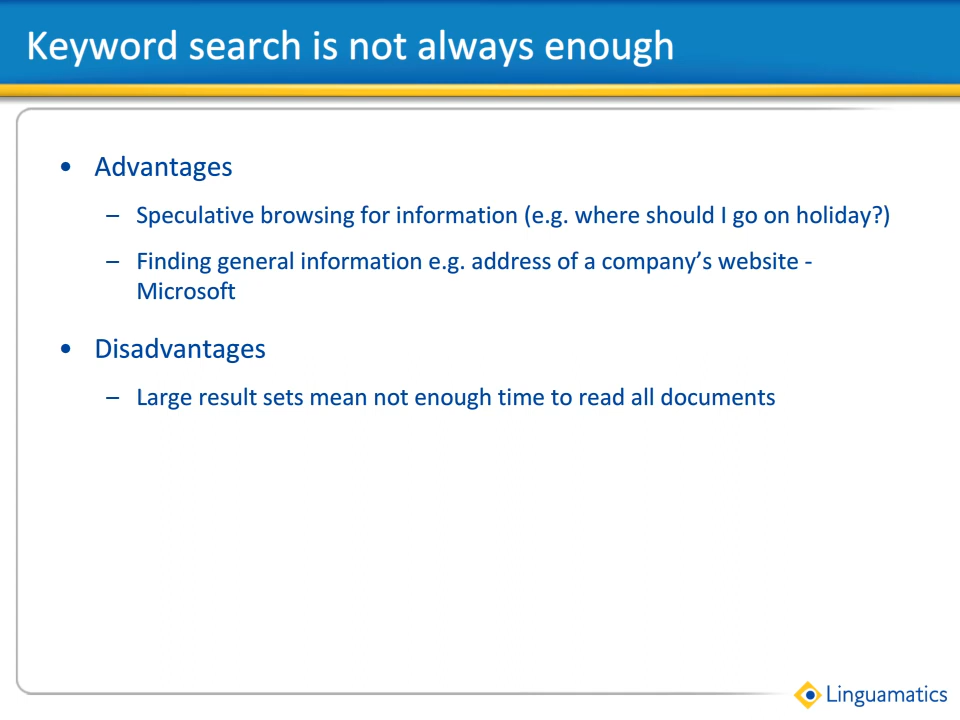 Keyword search is not always enough
• Advantages
– Speculative browsing for information (e.g. where should I go on holiday?)
– Finding general information e.g. address of a company’s website -
Microsoft
• Disadvantages
– Large result sets mean not enough time to read all documents
Linguamatics